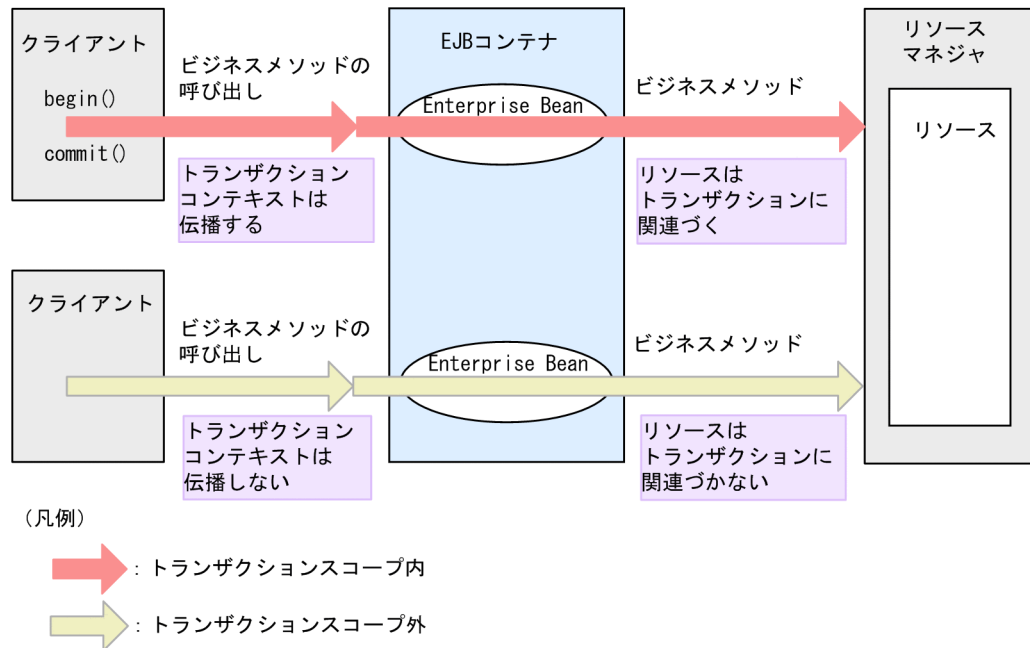 クライアント
begin()
commit()
ビジネスメソッドの
呼び出し
トランザクション
コンテキストは
伝播する
EJBコンテナ
Enterprise Bean
ビジネスメソッド
リソースは
トランザクションに
関連づく
リソース
マネジャ
リソース
クライアント
ビジネスメソッドの
呼び出し
トランザクション
コンテキストは
伝播しない
Enterprise Bean
ビジネスメソッド
リソースは
トランザクションに
関連づかない
(凡例)
: トランザクションスコープ内
: トランザクションスコープ外